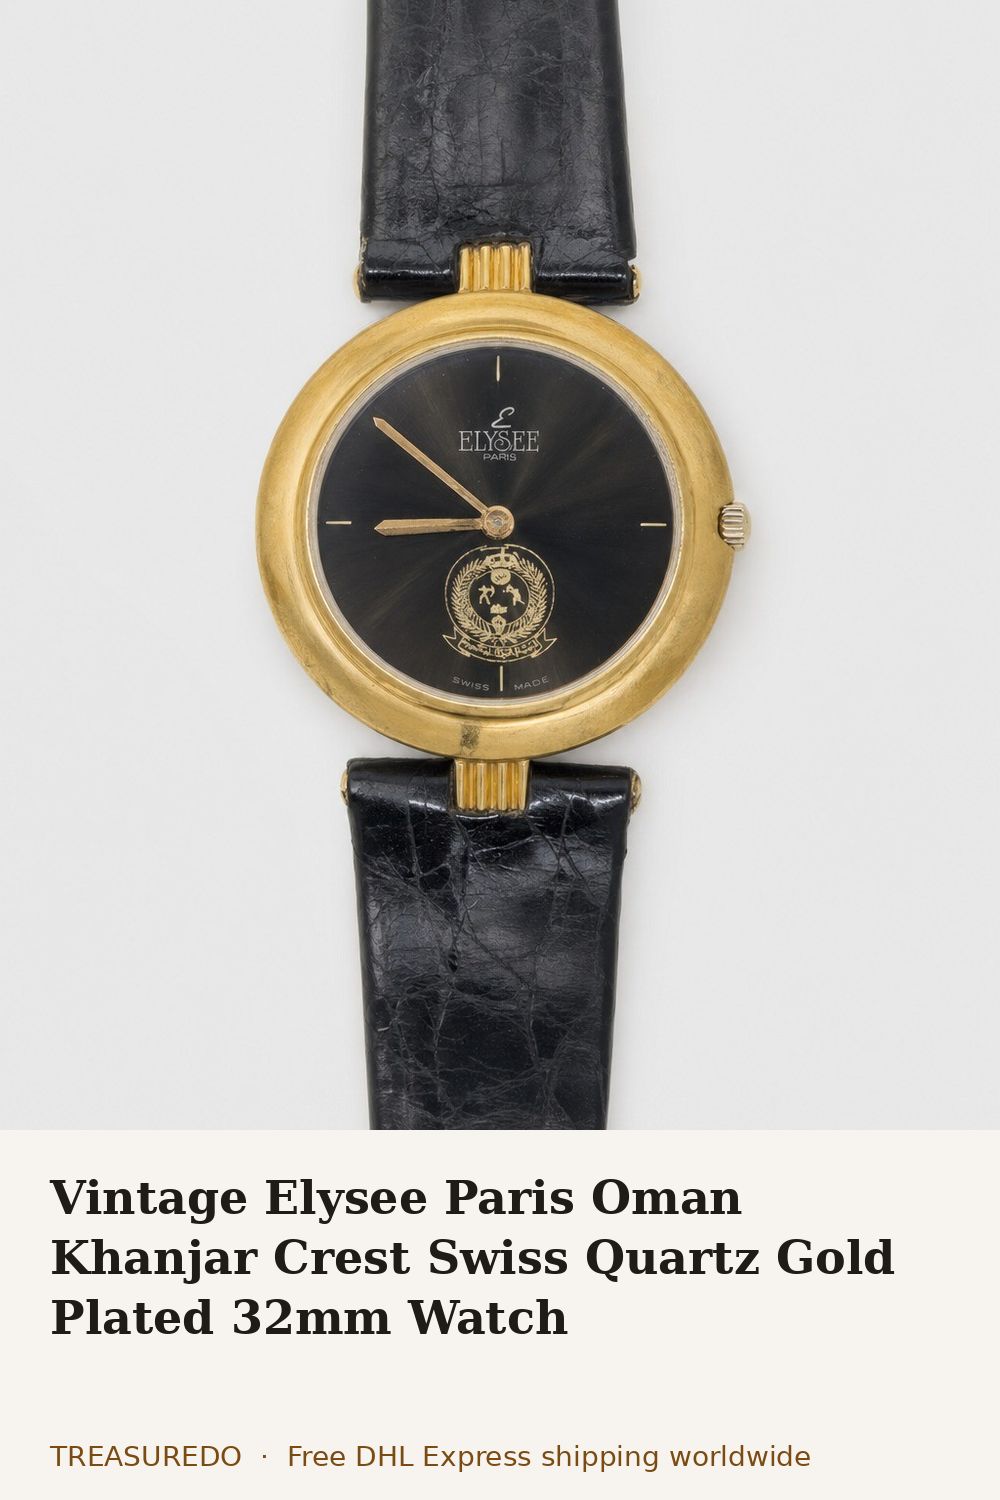 E
ELYSEE
PARIS
SWISS MADE
Vintage Elysee Paris Oman
Khanjar Crest Swiss Quartz Gold
Plated 32mm Watch
TREASUREDO · Free DHL Express shipping worldwide